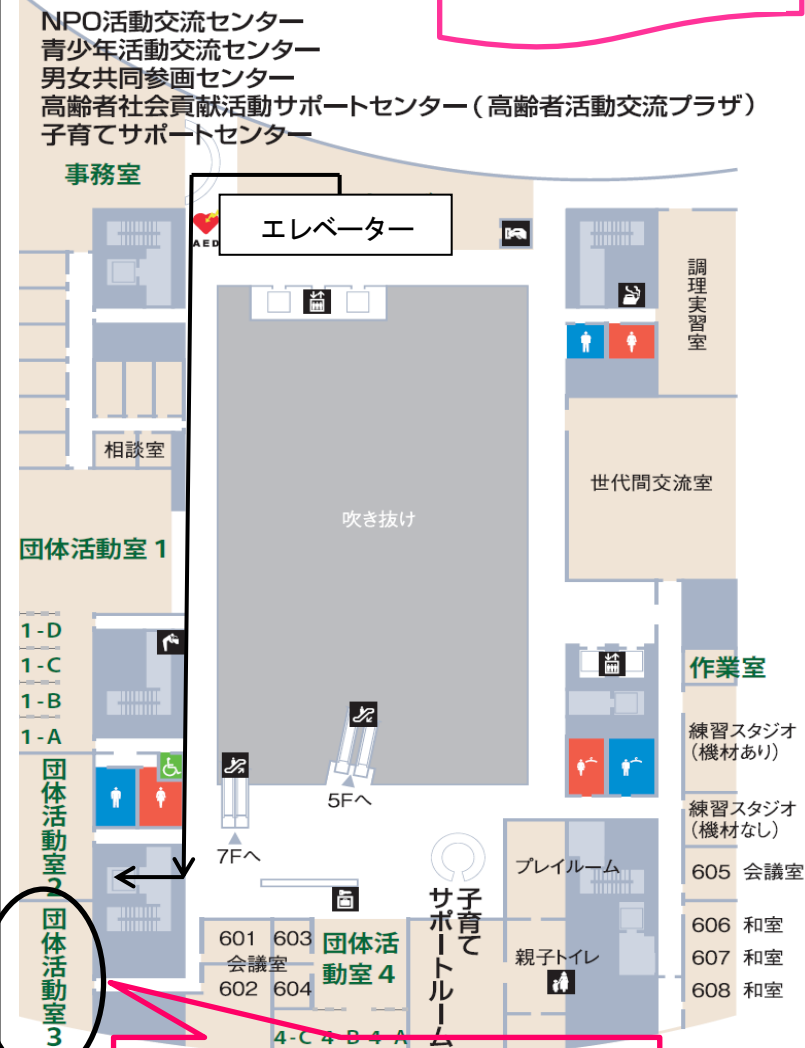 NPO活動交流センター
青少年活動交流センター
男女共同参画センター
高齢者社会貢献活動サポートセンター(高齢者活動交流プラザ)
子育てサポートセンター
事務室
AED
エレベーター
調理実習室
相談室
世代間交流室
吹き抜け
団体活動室1
1-D
1-C
1-B
1-A
作業室
練習スタジオ
(機材あり)
練習スタジオ
(機材なし)
団体活動室2
5Fへ
7Fへ
プレイルーム
605 会議室
子育て
サポートルーム
団体活動室3
601 603
会議室
602 604
団体活
動室4
親子トイレ
606 和室
607 和室
608 和室
4-C 4-B 4-A